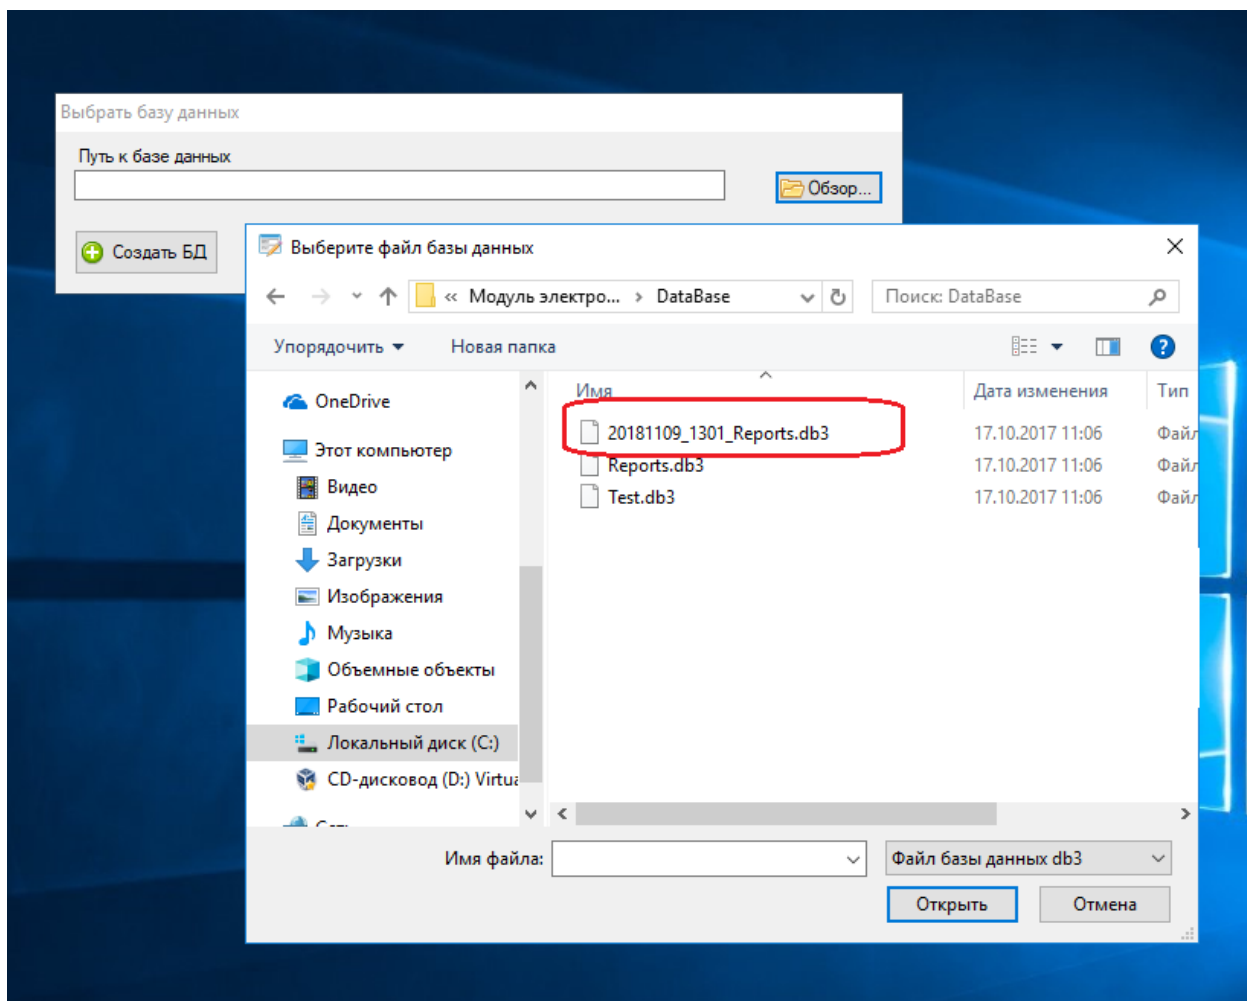 Выбрать базу данных
Путь к базе данных
Обзор...
Создать БД
Выберите файл базы данных
« Модуль электро... › DataBase
Поиск: DataBase
Упорядочить
Новая папка
Имя Дата изменения Тип
OneDrive
Этот компьютер
Видео
Документы
Загрузки
Изображения
Музыка
Объемные объекты
Рабочий стол
Локальный диск (C:)
CD-дисковод (D:) Virtua
20181109_1301_Reports.db3 17.10.2017 11:06 Файл
Reports.db3 17.10.2017 11:06 Файл
Test.db3 17.10.2017 11:06 Файл
Имя файла:
Файл базы данных db3
Открыть
Отмена